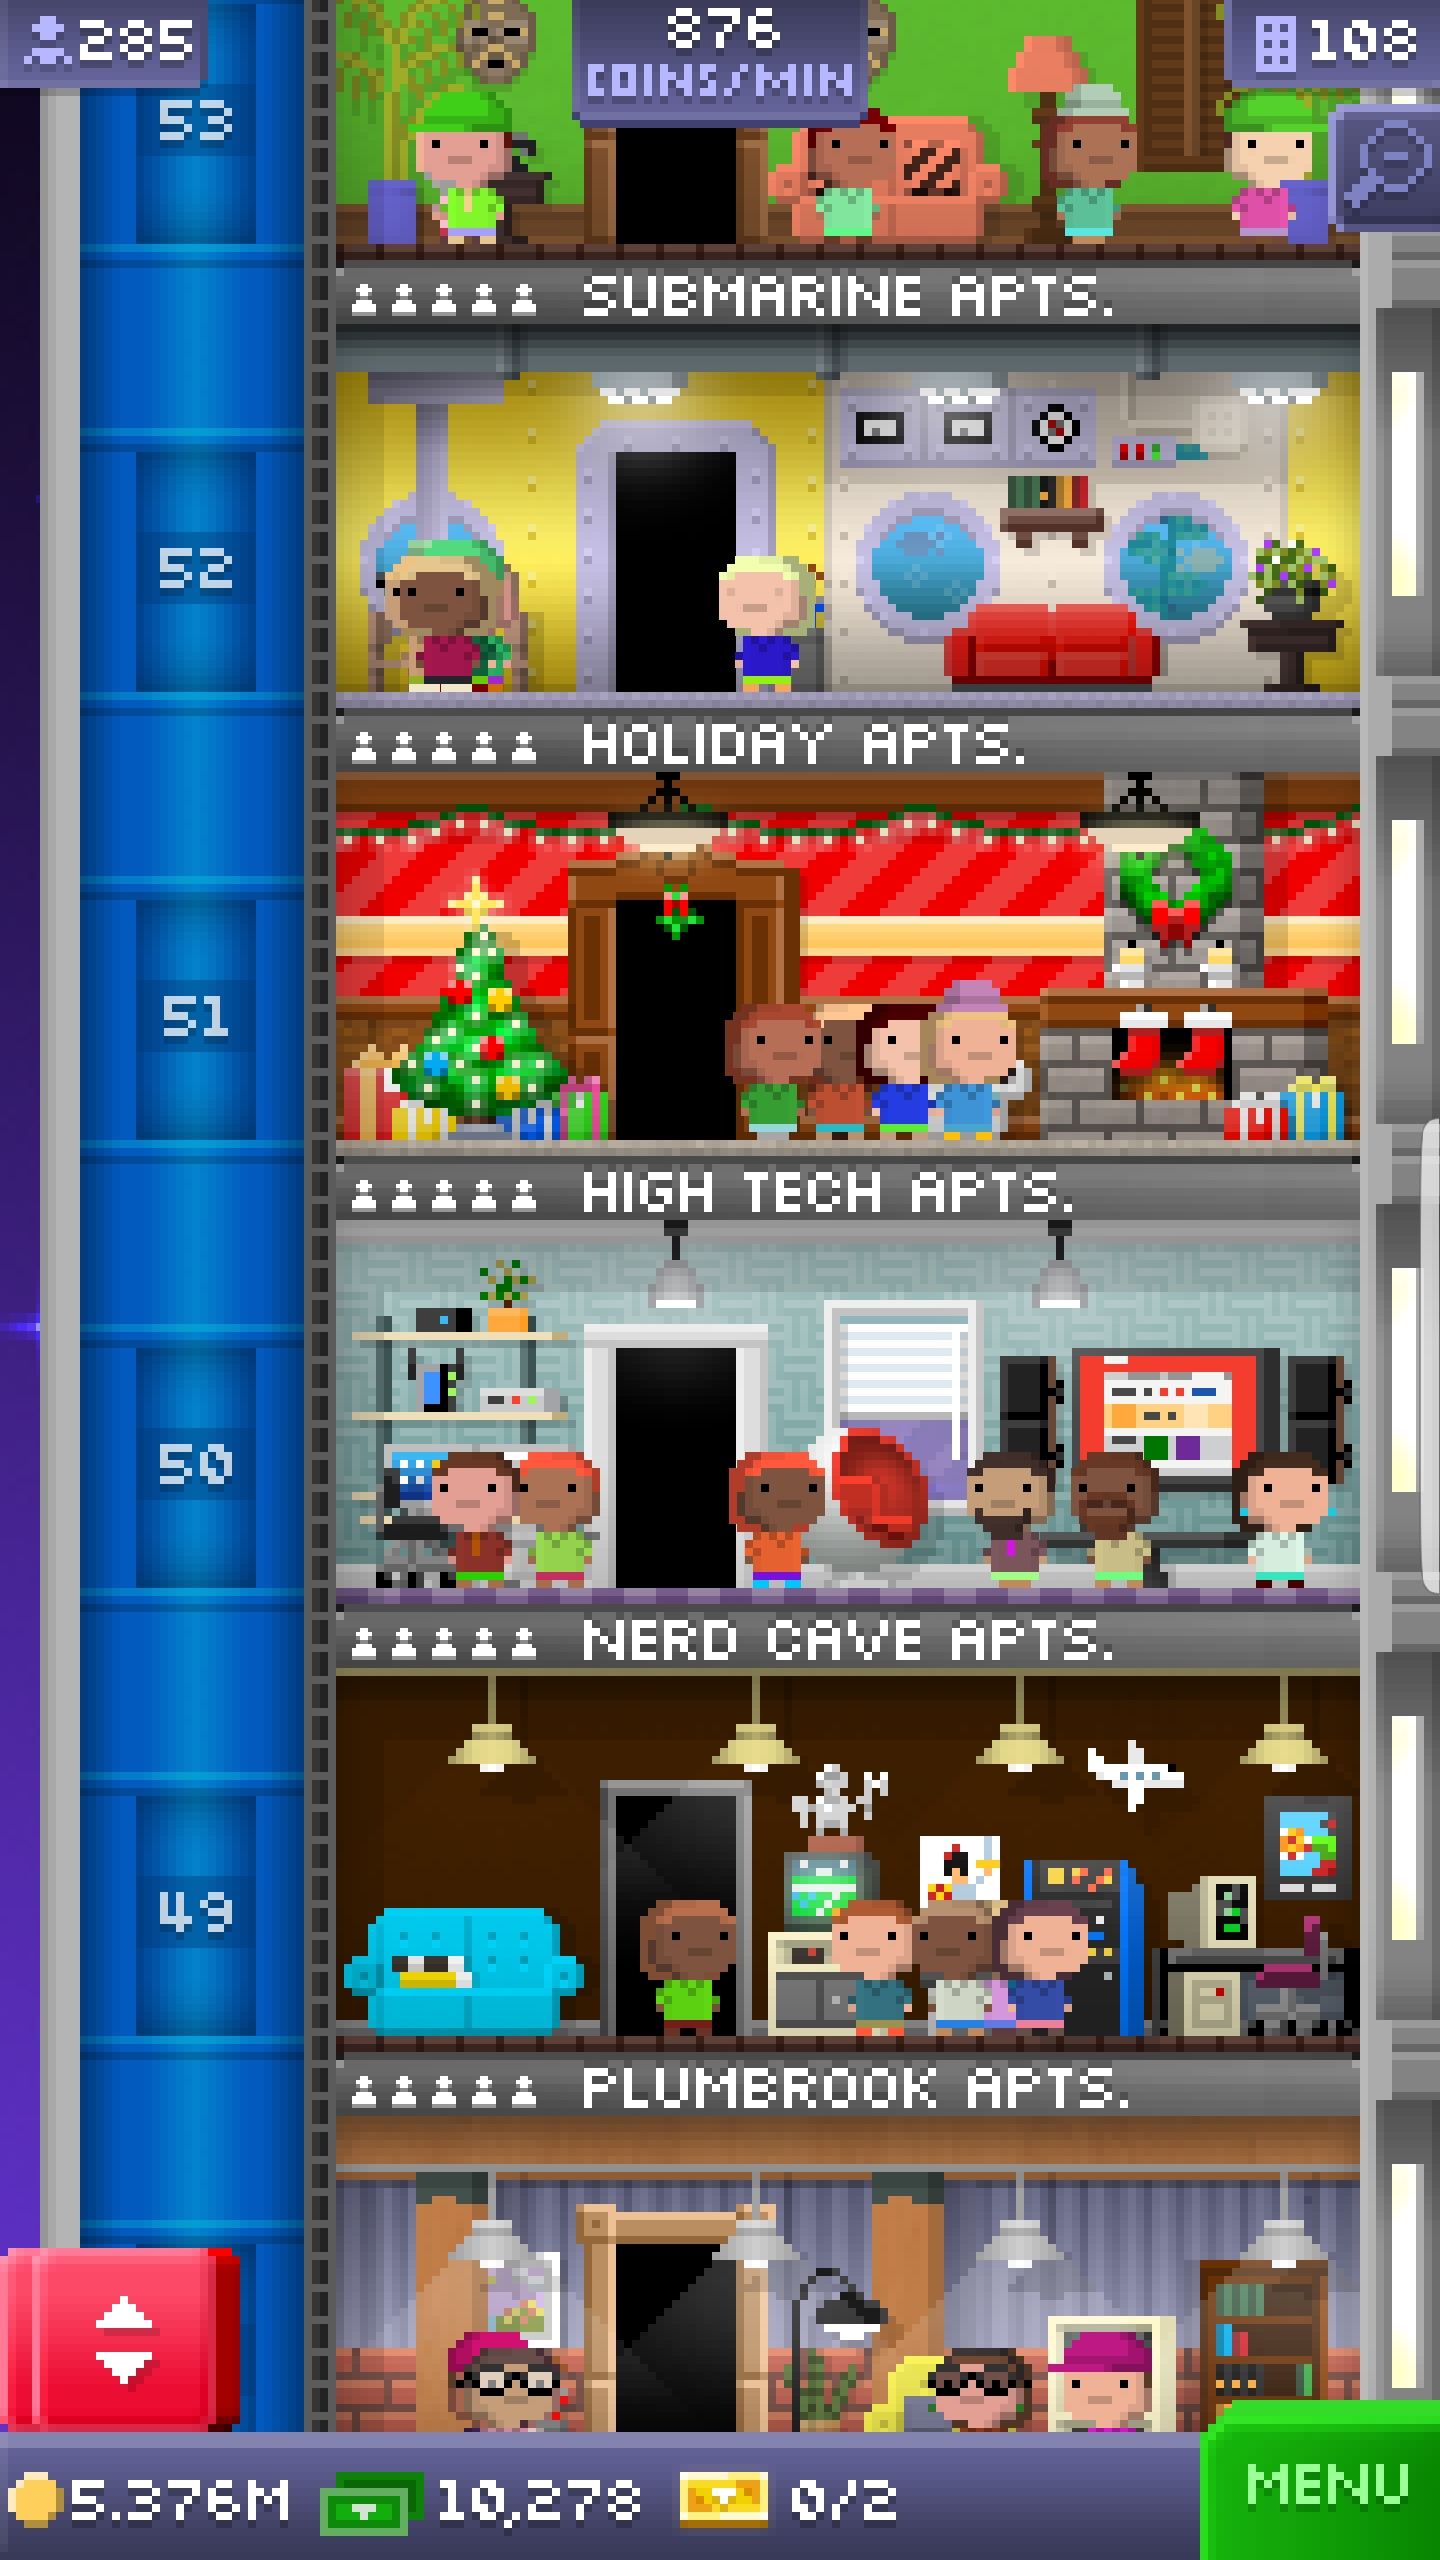 285
876
COINS/MIN
108
53
SUBMARINE APTS.
52
HOLIDAY APTS.
51
HIGH TECH APTS.
50
NERD CAVE APTS.
49
PLUMBROOK APTS.
5.376M
10,278
0/2
MENU